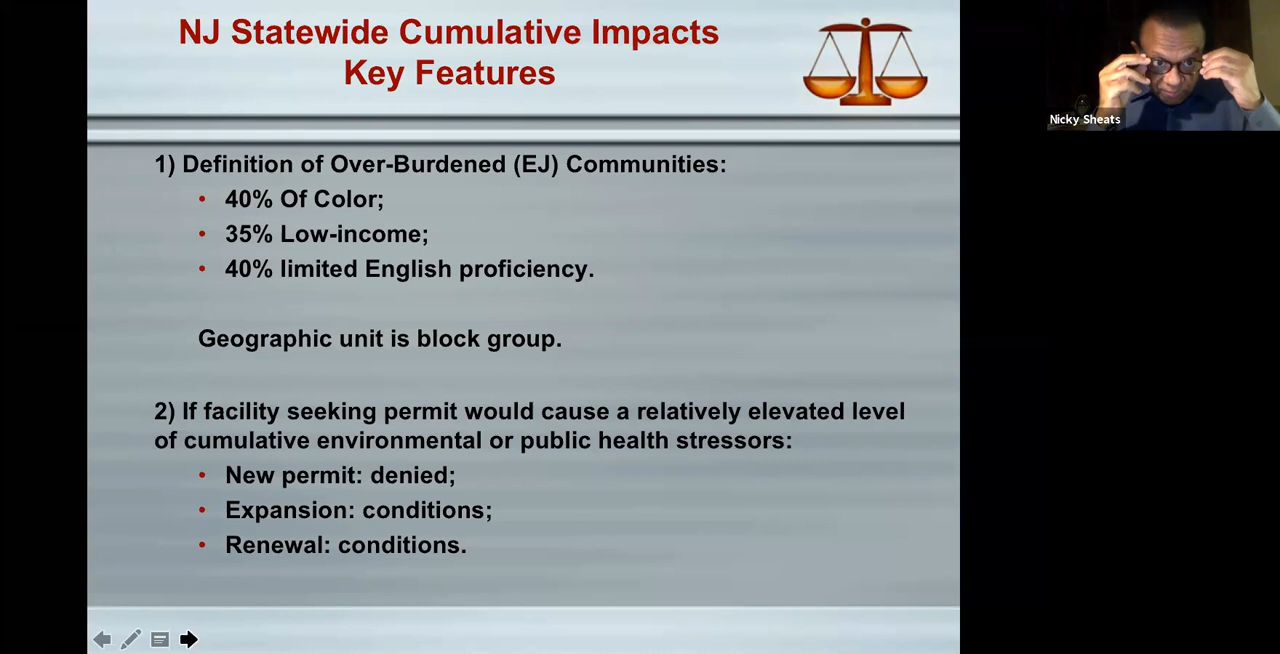 NJ Statewide Cumulative Impacts
Key Features
Nicky Sheats
1) Definition of Over-Burdened (EJ) Communities:
• 40% Of Color;
• 35% Low-income;
• 40% limited English proficiency.
Geographic unit is block group.
2) If facility seeking permit would cause a relatively elevated level
of cumulative environmental or public health stressors:
• New permit: denied;
• Expansion: conditions;
• Renewal: conditions.